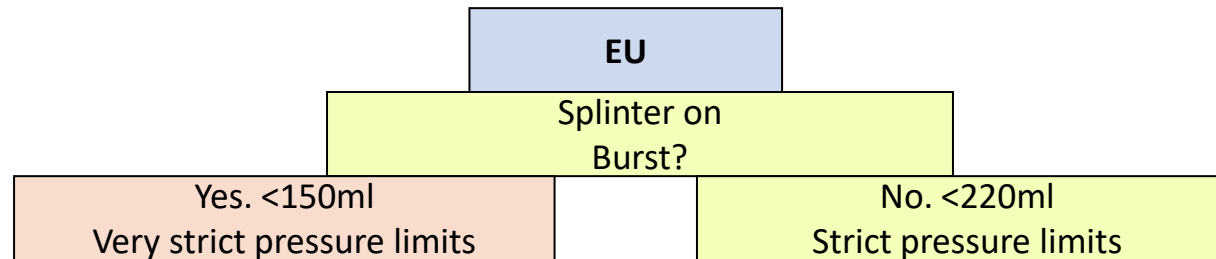 EU
Splinter on
Burst?
Yes. <150ml
Very strict pressure limits
No. <220ml
Strict pressure limits